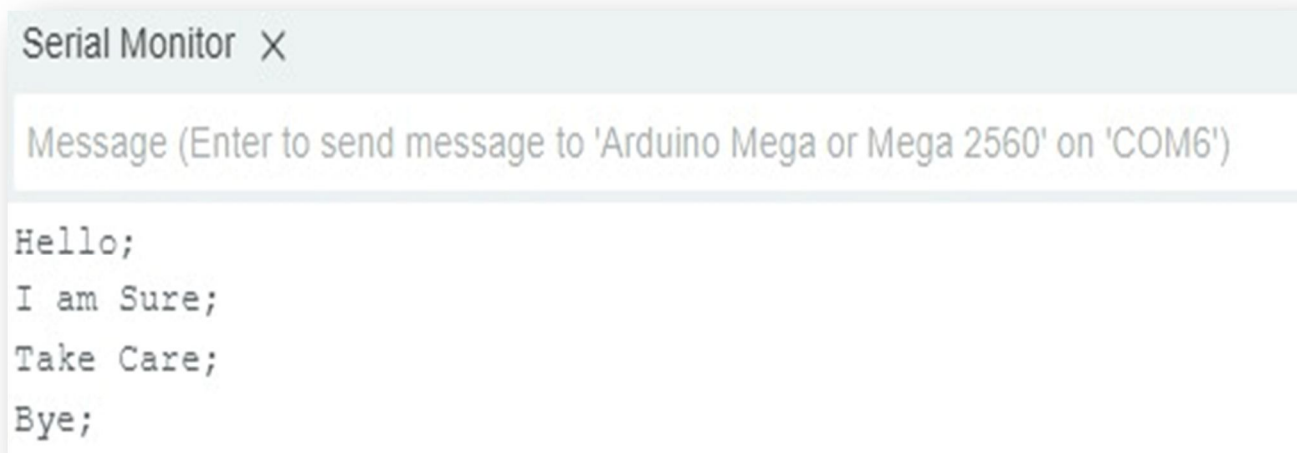 Serial Monitor X
Message (Enter to send message to 'Arduino Mega or Mega 2560' on 'COM6')
Hello;
I am Sure;
Take Care;
Bye;